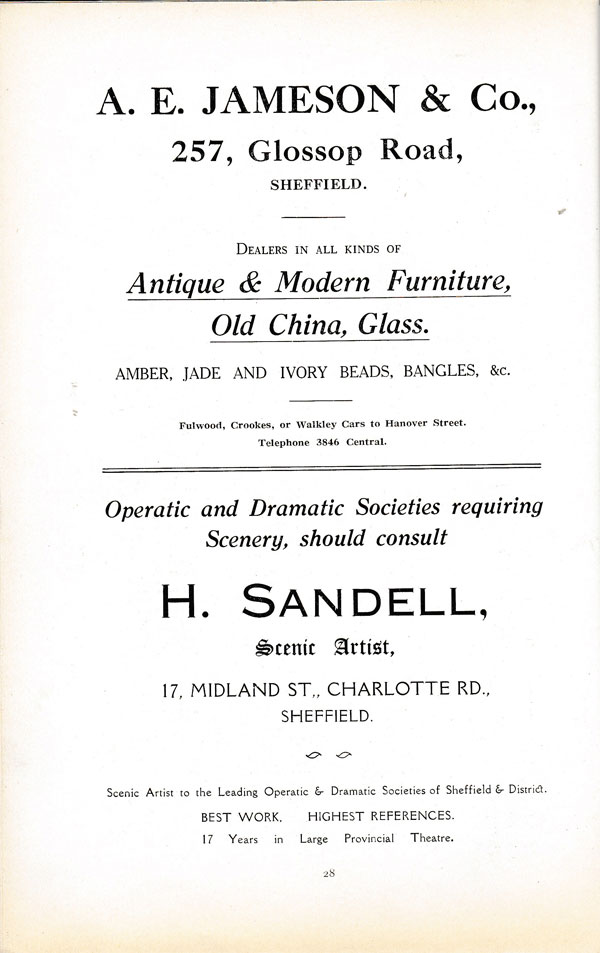 A. E. JAMESON & Co.,
257, Glossop Road,
SHEFFIELD.
DEALERS IN ALL KINDS OF
Antique & Modern Furniture,
Old China, Glass.
AMBER, JADE AND IVORY BEADS, BANGLES, &c.
Fulwood, Crookes, or Walkley Cars to Hanover Street.
Telephone 3846 Central.
Operatic and Dramatic Societies requiring
Scenery, should consult
H. SANDELL,
Scenic Artist,
17, MIDLAND ST,, CHARLOTTE RD.,
SHEFFIELD.
Scenic Artist to the Leading Operatic & Dramatic Societies of Sheffield & District.
BEST WORK. HIGHEST REFERENCES.
17 Years in Large Provincial Theatre.
28